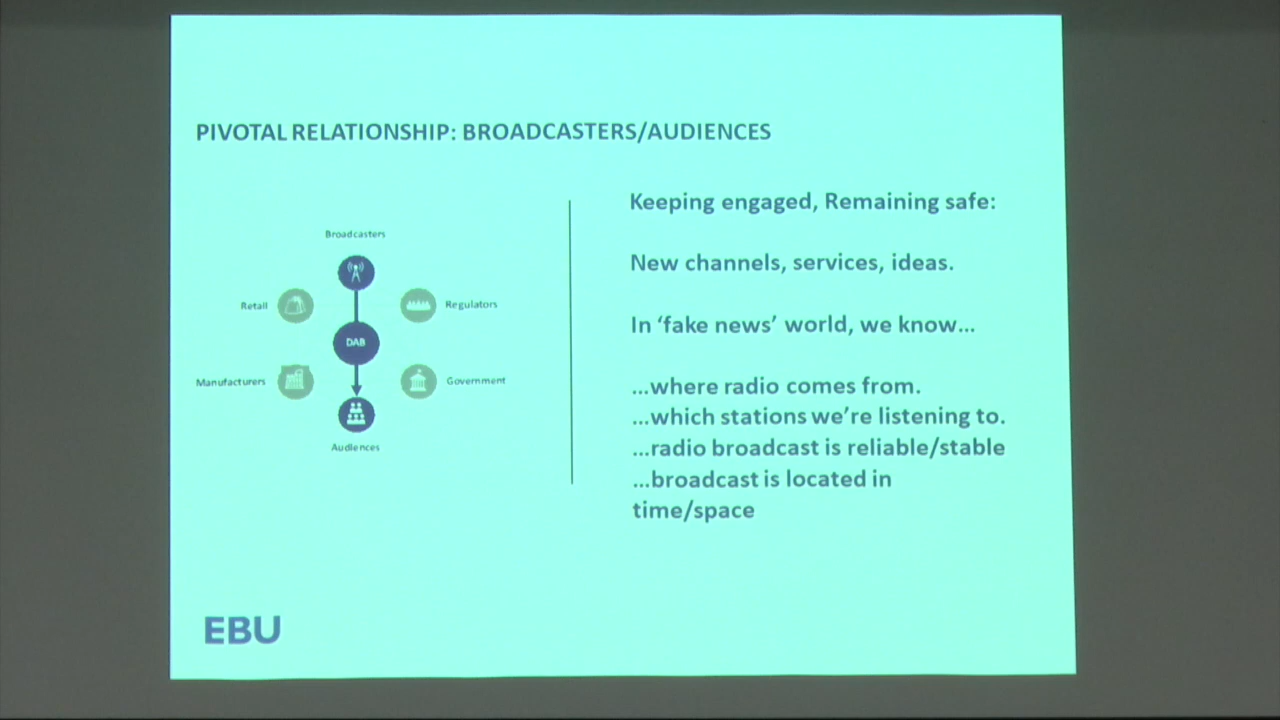 PIVOTAL RELATIONSHIP: BROADCASTERS/AUDIENCES
Broadcasters
Retail
Regulators
DAB
Manufacturers
Government
Audiences
Keeping engaged, Remaining safe:
New channels, services, ideas.
In ‘fake news’ world, we know...
...where radio comes from.
...which stations we’re listening to.
...radio broadcast is reliable/stable
...broadcast is located in
time/space
EBU